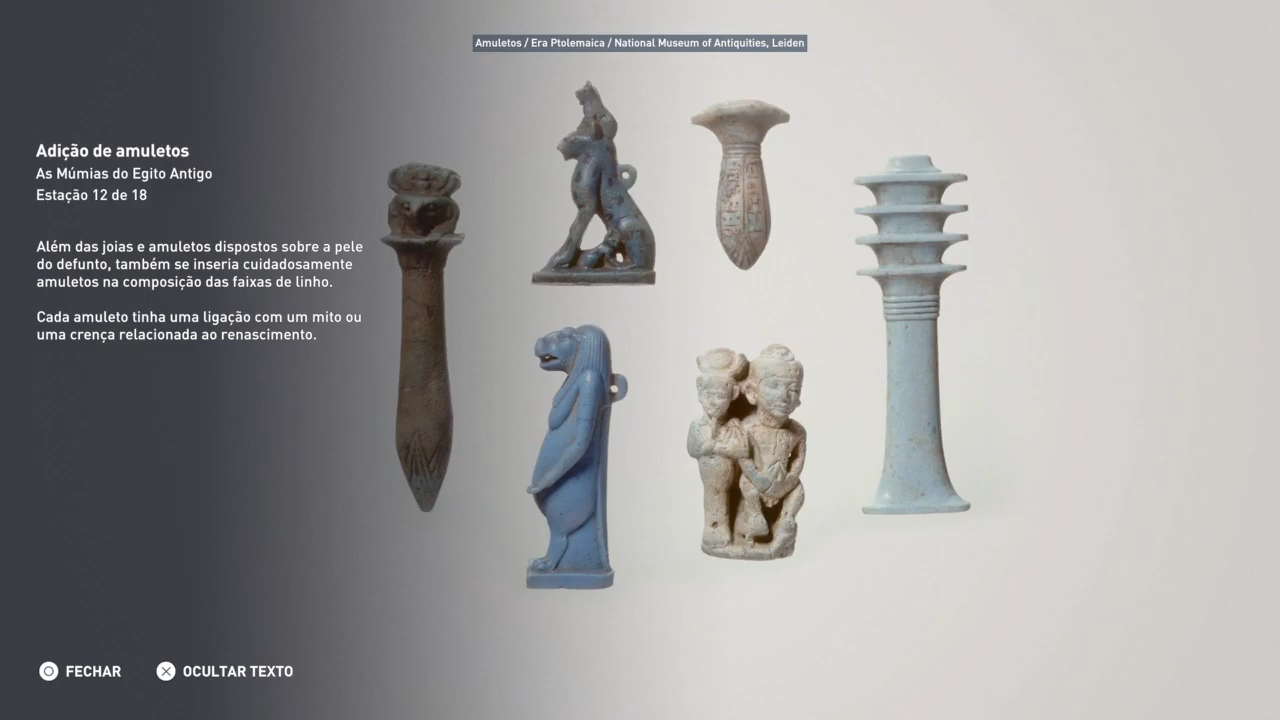 Amuletos / Era Ptolemaica / National Museum of Antiquities, Leiden
Adição de amuletos
As Múmias do Egito Antigo
Estação 12 de 18
Além das joias e amuletos dispostos sobre a pele
do defunto, também se inseria cuidadosamente
amuletos na composição das faixas de linho.
Cada amuleto tinha uma ligação com um mito ou
uma crença relacionada ao renascimento.
FECHAR
OCULTAR TEXTO